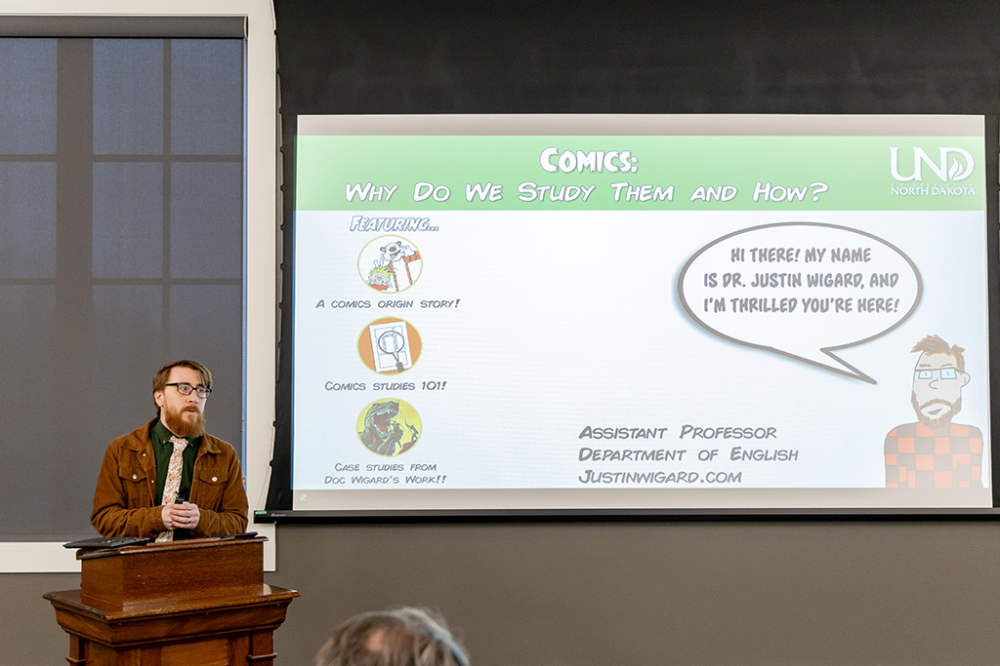 COMICS:
WHY DO WE STUDY THEM AND HOW?
UND
UNIVERSITY OF
NORTH DAKOTA
FEATURING...
A COMICS ORIGIN STORY!
COMICS STUDIES 101!
CASE STUDIES FROM
DOC WIGARD'S WORK!!
HI THERE! MY NAME
IS DR. JUSTIN WIGARD, AND
I'M THRILLED YOU'RE HERE!
ASSISTANT PROFESSOR
DEPARTMENT OF ENGLISH
JUSTINWIGARD.COM